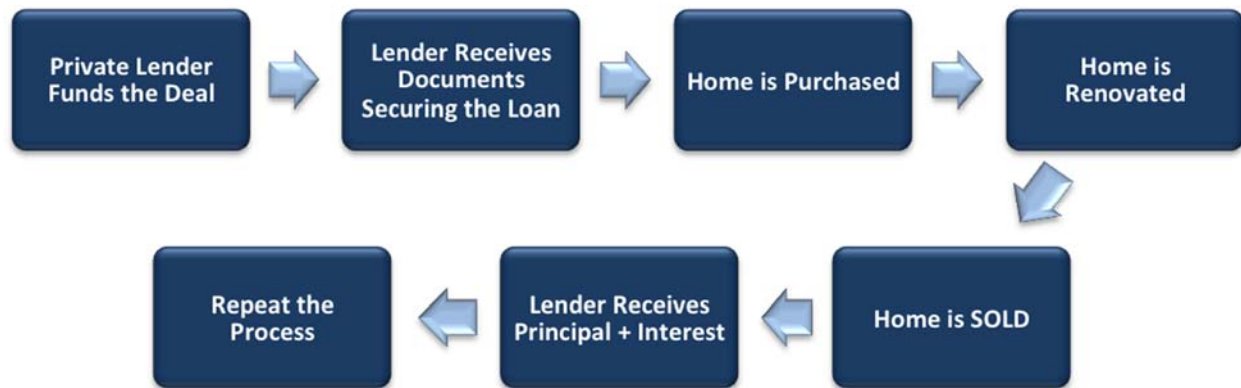 Private Lender
Funds the Deal
Lender Receives
Documents
Securing the Loan
Home is Purchased
Home is
Renovated
Home is SOLD
Lender Receives
Principal + Interest
Repeat the
Process